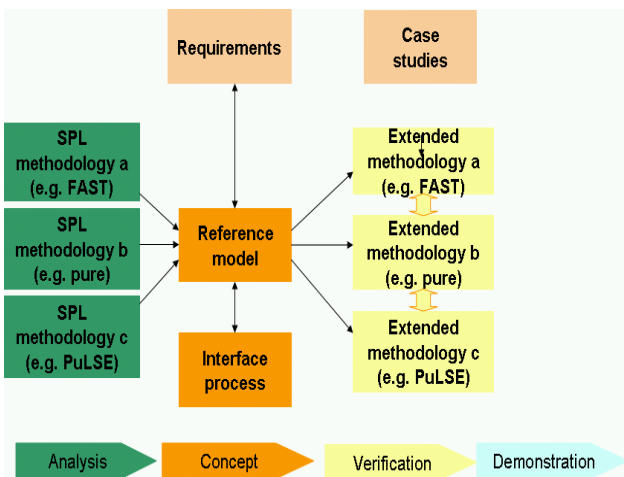 Requirements
Case
studies
SPL
methodology a
(e.g. FAST)
SPL
methodology b
(e.g. pure)
SPL
methodology c
(e.g. PuLSE)
Reference
model
Interface
process
Extended
methodology a
(e.g. FAST)
Extended
methodology b
(e.g. pure)
Extended
methodology c
(e.g. PuLSE)
Analysis
Concept
Verification
Demonstration